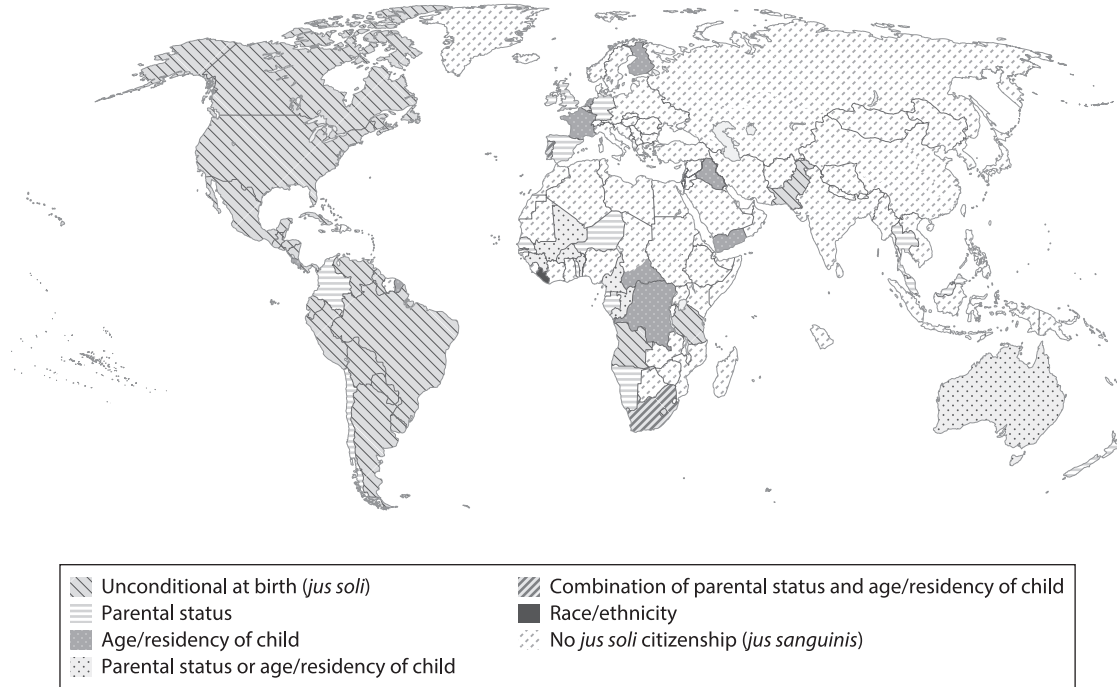 Unconditional at birth (jus soli)
Parental status
Age/residency of child
Parental status or age/residency of child
Combination of parental status and age/residency of child
Race/ethnicity
No jus soli citizenship (jus sanguinis)